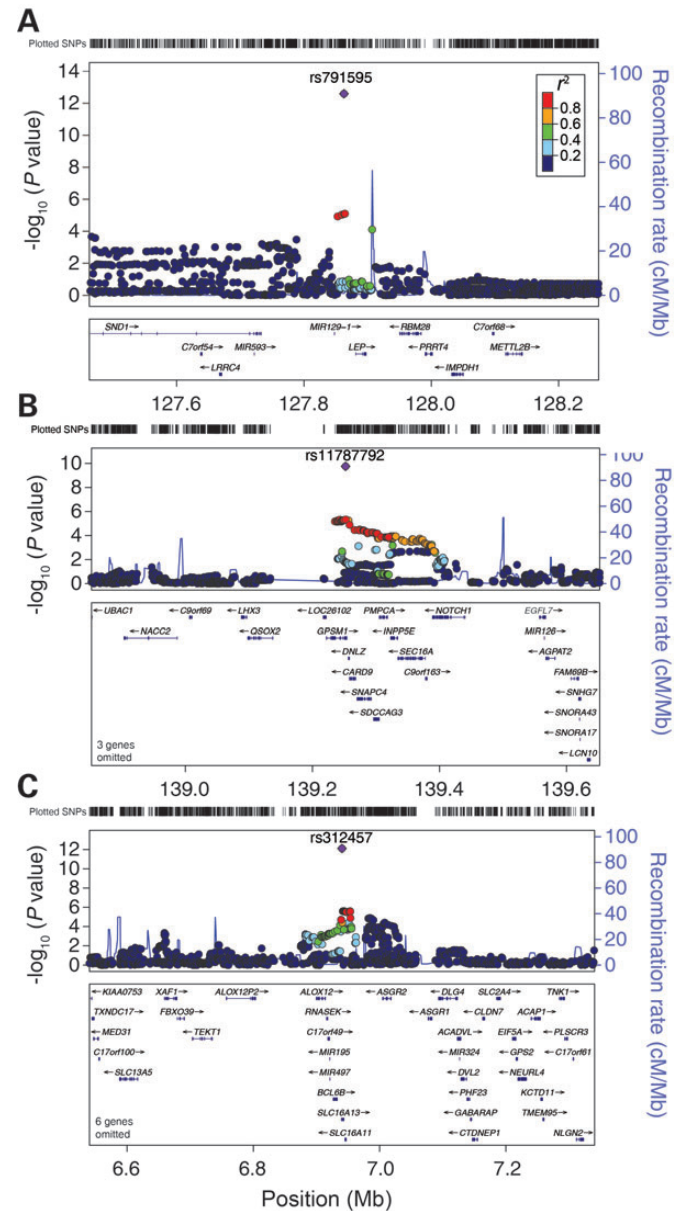 A
Plotted SNPs
rs791595
14
12
10
8
6
4
2
0
-log10 (P value)
r2
0.8
0.6
0.4
0.2
100
80
60
40
20
0
Recombination rate (cM/Mb)
SND1→ MIR129–1→ ←RBM28 C7orf68→
C7orf54→ MIR593→ LEP→ ←PRRT4 METTL2B→
←LRRC4 ←IMPDH1
127.6 127.8 128.0 128.2
B
Plotted SNPs
rs11787792
10
8
6
4
2
0
-log10 (P value)
80
60
40
20
0
Recombination rate (cM/Mb)
←UBAC1 ←C9orf69 ←LHX3 ←LOC26102 PMPCA→ ←NOTCH1 EGFL7→
←NACC2 ←QSOX2 GPSM1→ ←INPP5E MIR126→
←DNLZ ←SEC16A ←AGPAT2
←CARD9 C9orf163→ FAM69B→
←SNAPC4 ←SNHG7
←SDCCAG3 ←SNORA43
←SNORA17
←LCN10
3 genes
omitted
139.0 139.2 139.4 139.6
C
Plotted SNPs
rs312457
12
10
8
6
4
2
0
-log10 (P value)
100
80
60
40
20
0
Recombination rate (cM/Mb)
←KIAA0753 XAF1→ ALOX12P2→ ALOX12→ ←ASGR2 ←DLG4 SLC2A4→ TNK1→
TXNDC17→ FBXO39→ RNASEK→ ←ASGR1 ←CLDN7 ACAP1→
←MED31 ←TEKT1 C17orf49→ ACADVL→ EIF5A→ ←PLSCR3
C17orf100→ ←MIR195 ←MIR324 ←GPS2 ←C17orf61
←SLC13A5 ←MIR497 ←DVL2 ←NEURL4
BCL6B→ ←PHF23 KCTD11→
SLC16A13→ ←GABARAP TMEM95→
←SLC16A11 ←CTDNEP1 NLGN2→
6 genes
omitted
6.6 6.8 7.0 7.2
Position (Mb)